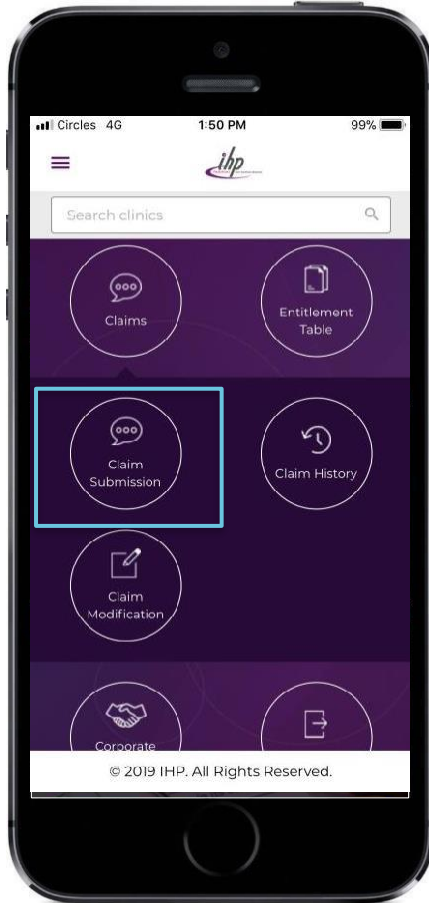 Circles 4G 1:50 PM 99%
ihp
Search clinics
Claims
Entitlement
Table
Claim
Submission
Claim History
Claim
Modification
Corporate
© 2019 IHP. All Rights Reserved.